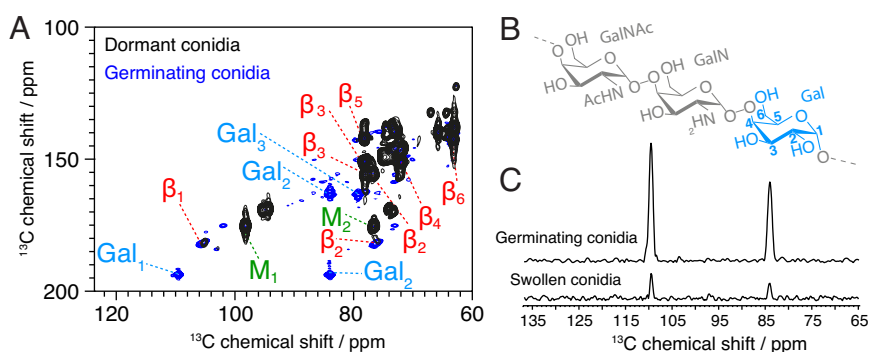 A
Dormant conidia
Germinating conidia
100
150
200
¹³C chemical shift / ppm
120
100
80
60
¹³C chemical shift / ppm
β₅
β₃
Gal₃
β₃
Gal₂
β₁
M₂
β₄
β₆
β₂
β₂
Gal₁
M₁
Gal₂
B
OH
GalNAc
O
O
HO
AcHN
O
OH
GalN
O
HO
H₂N
O
OH
Gal
6
5
4
O
HO
3
2
HO
1
O
C
Germinating conidia
Swollen conidia
135
125
115
105
95
85
75
65
¹³C chemical shift / ppm